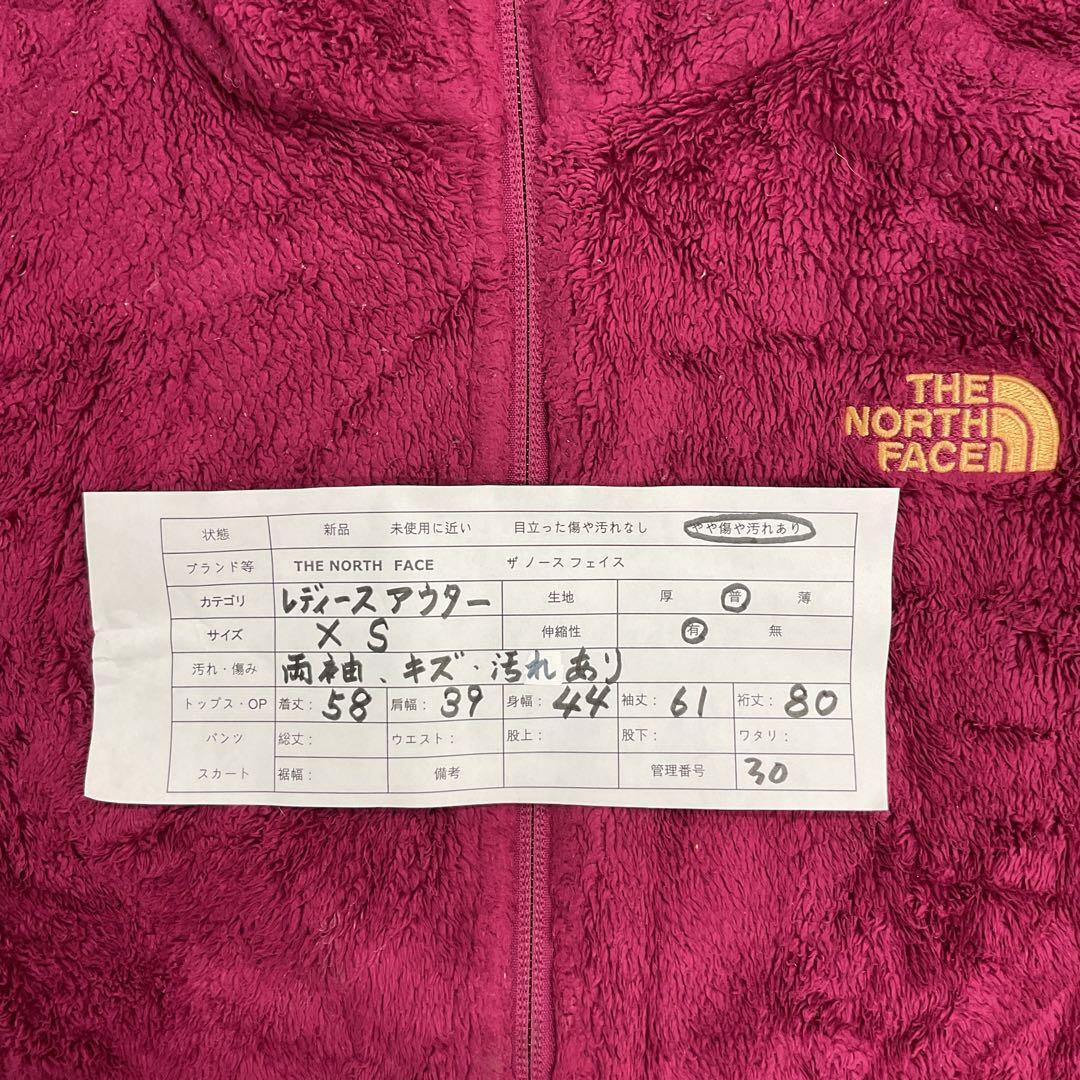 THE
NORTH
FACE
状態 新品 未使用に近い 目立った傷や汚れなし やや傷や汚れあり
ブランド等 THE NORTH FACE ザ ノース フェイス
カテゴリ レディース アウター 生地 厚 普 薄
サイズ XS 伸縮性 有 無
汚れ・傷み 両袖、キズ・汚れあり
トップス・OP 着丈: 58 肩幅: 39 身幅: 44 袖丈: 61 裄丈: 80
パンツ 総丈: ウエスト: 股上: 股下: ワタリ:
スカート 裾幅: 備考 管理番号 30